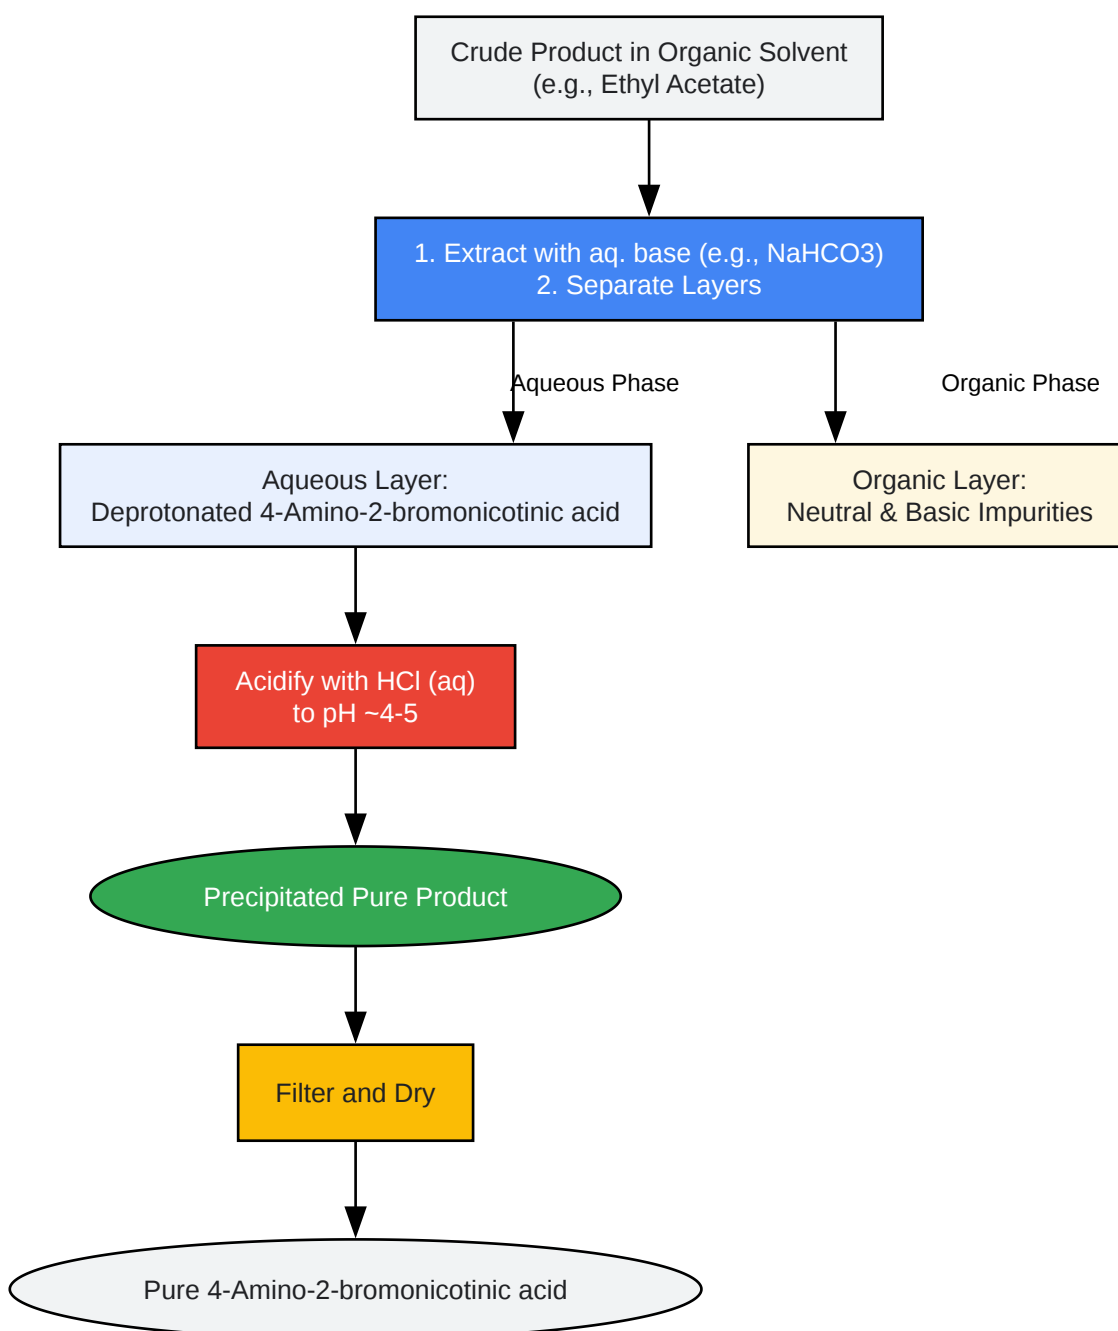 Crude Product in Organic Solvent
(e.g., Ethyl Acetate)
1. Extract with aq. base (e.g., NaHCO3)
2. Separate Layers
Aqueous Phase
Organic Phase
Aqueous Layer:
Deprotonated 4-Amino-2-bromonicotinic acid
Organic Layer:
Neutral & Basic Impurities
Acidify with HCl (aq)
to pH ~4-5
Precipitated Pure Product
Filter and Dry
Pure 4-Amino-2-bromonicotinic acid